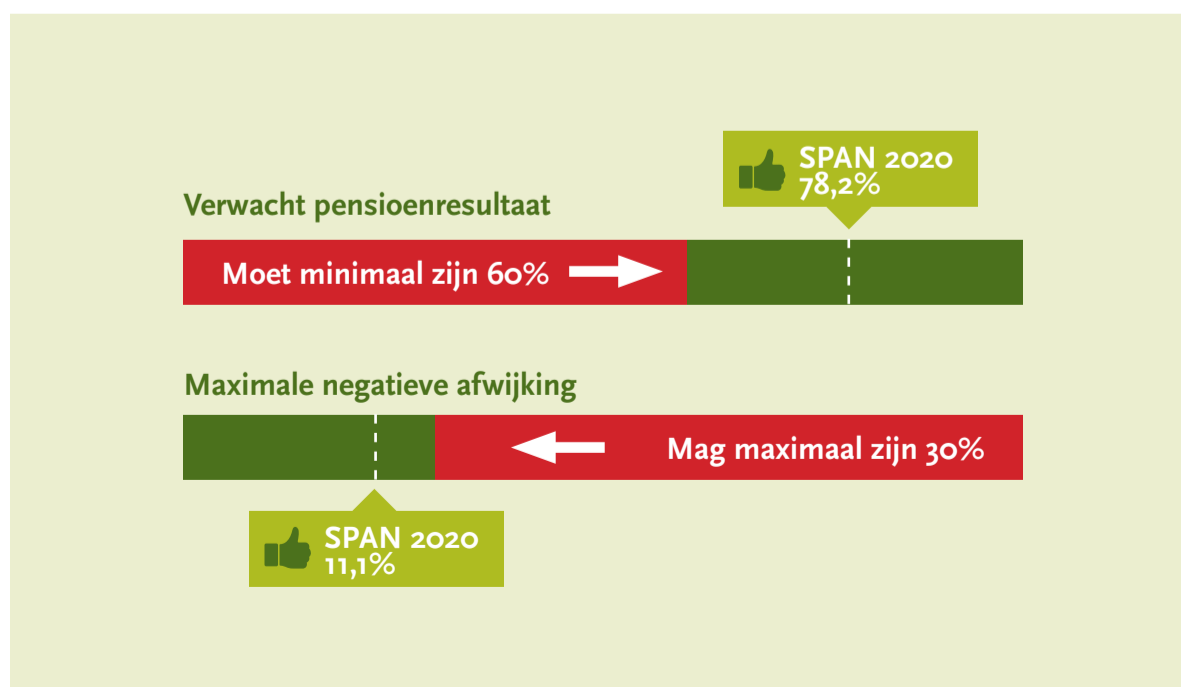 SPAN 2020
78,2%
Verwacht pensioenresultaat
Moet minimaal zijn 60%
Maximale negatieve afwijking
Mag maximaal zijn 30%
SPAN 2020
11,1%